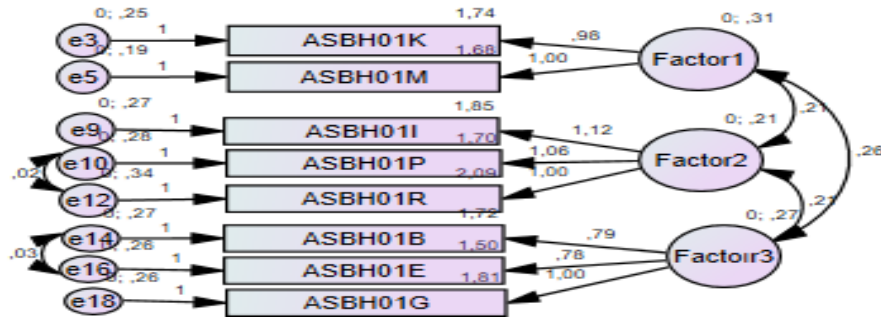 0; ,25
e3
1
1,74
ASBH01K
,98
0; ,31
Factor1
0; ,19
e5
1
1,68
ASBH01M
1,00
0; ,27
e9
1
1,85
ASBH01I
1,12
0; ,21
Factor2
,21
,26
0; ,28
e10
1
1,70
ASBH01P
1,06
,02
0; ,34
e12
1
2,09
ASBH01R
1,00
0; ,27
e14
1
1,72
ASBH01B
,79
0; ,27
Factoır3
,21
,03
0; ,26
e16
1
1,50
ASBH01E
,78
0; ,26
e18
1
1,81
ASBH01G
1,00